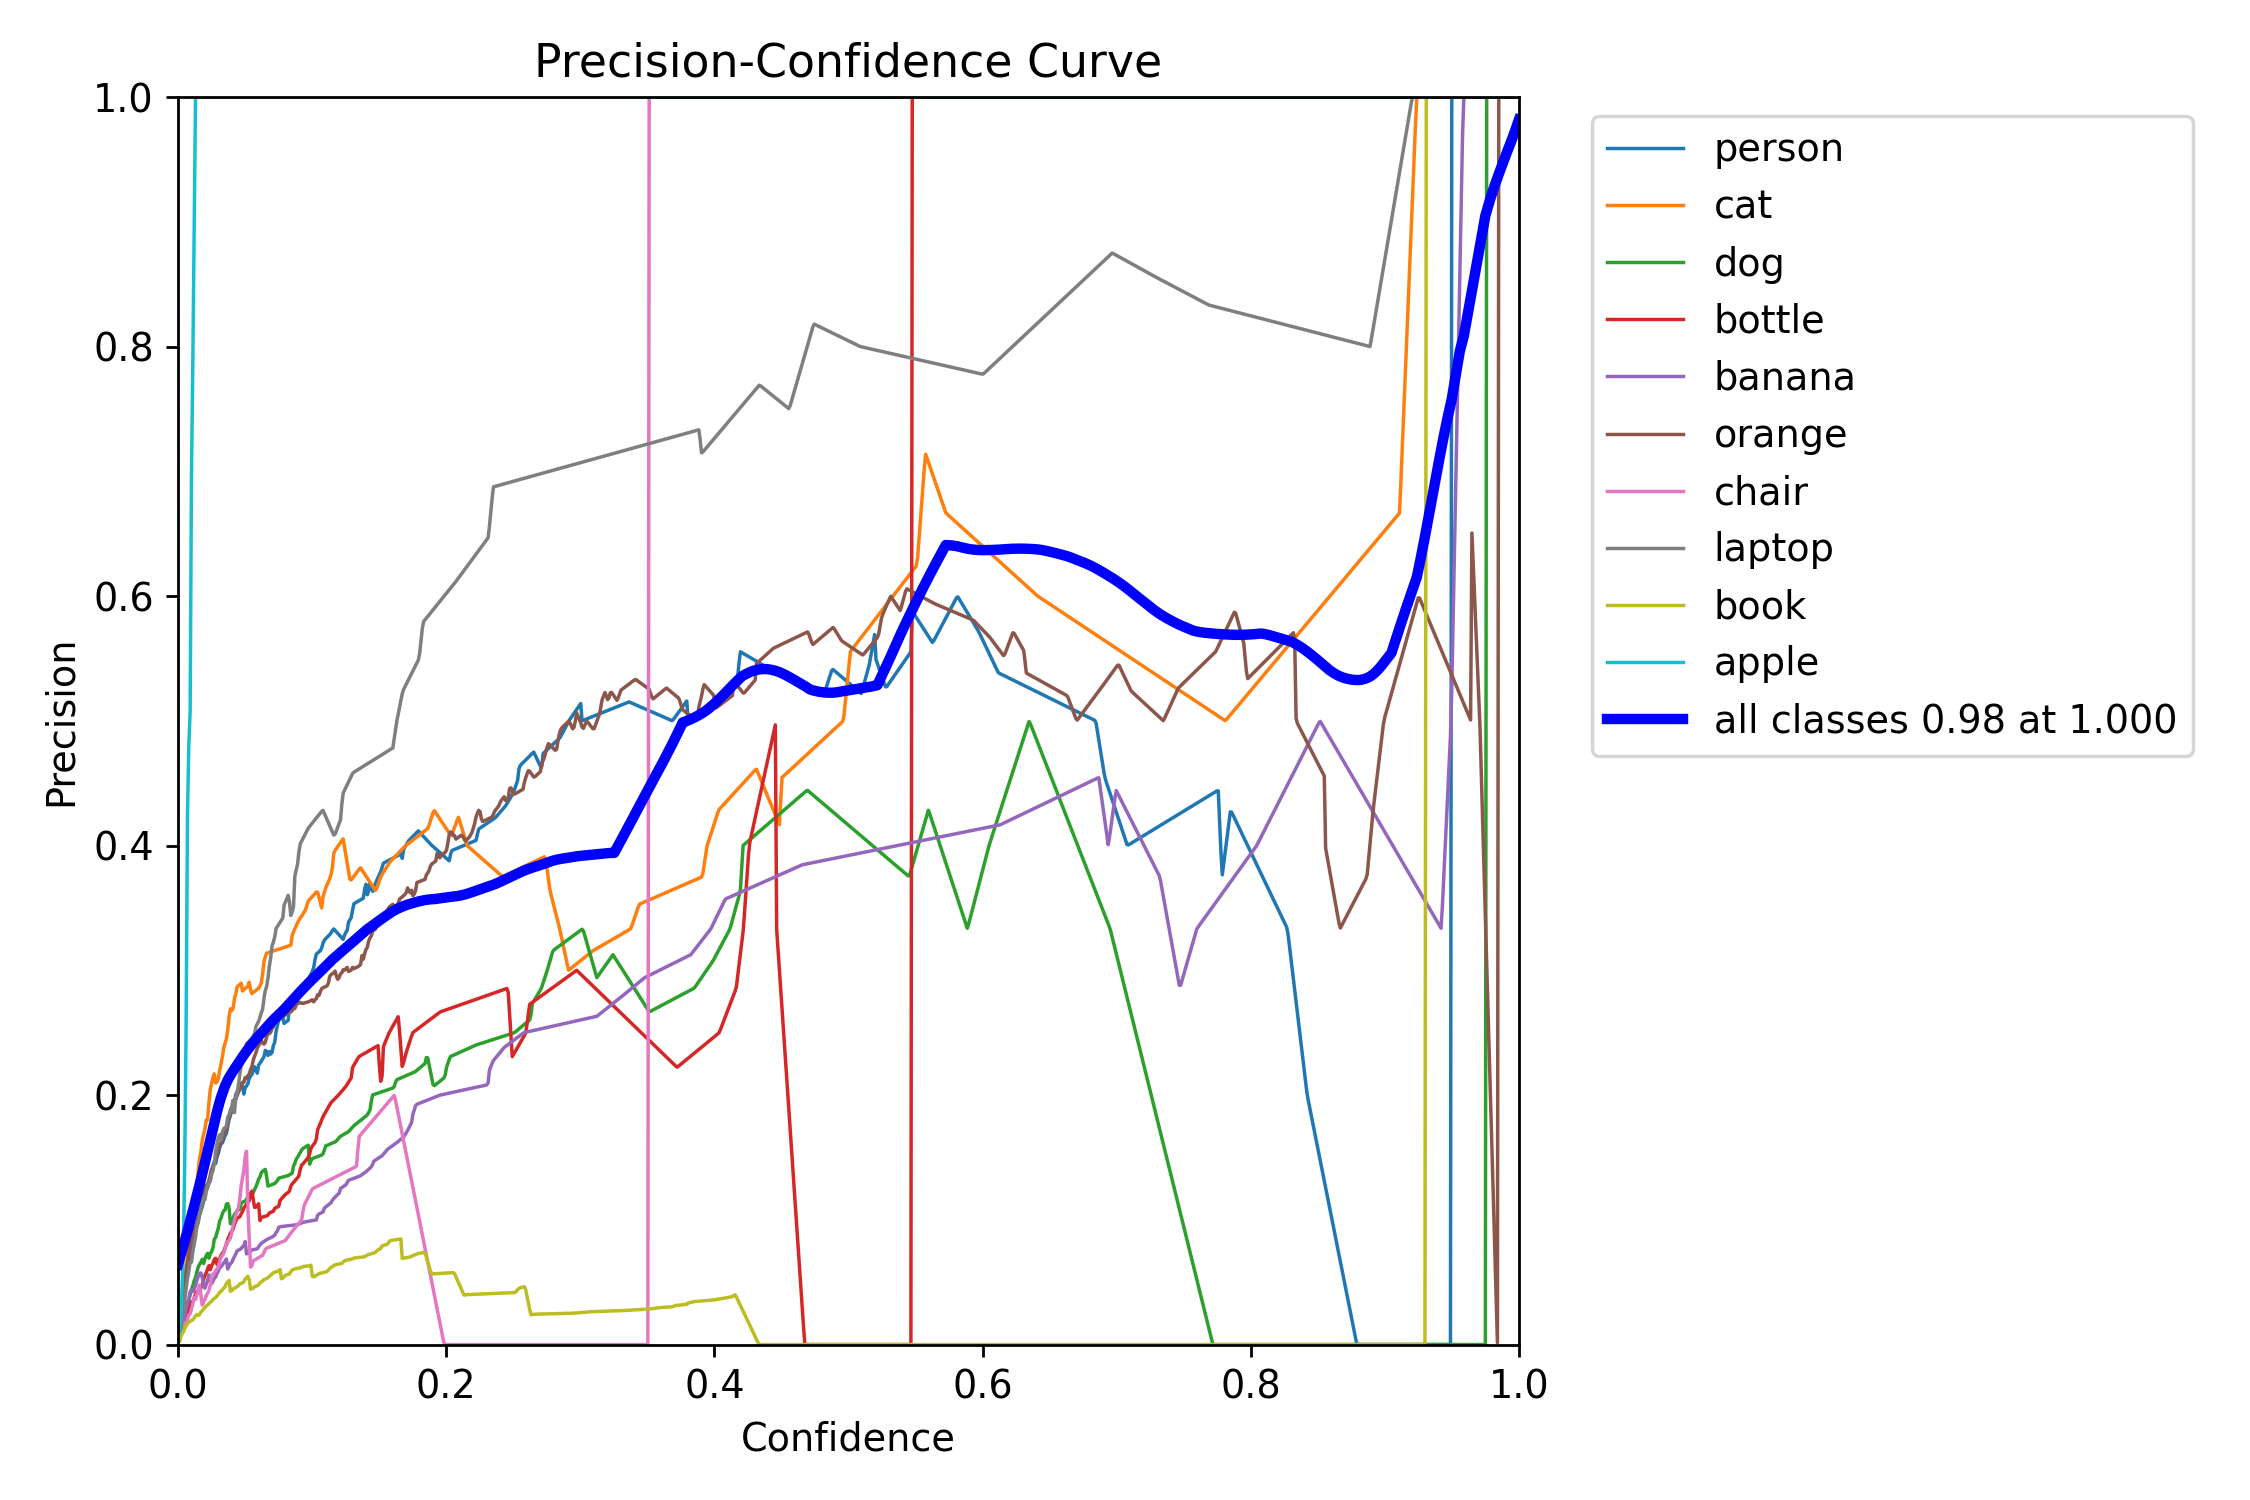 Precision-Confidence Curve
1.0
0.8
0.6
0.4
0.2
0.0
Precision
0.0 0.2 0.4 0.6 0.8 1.0
Confidence
person
cat
dog
bottle
banana
orange
chair
laptop
book
apple
all classes 0.98 at 1.000